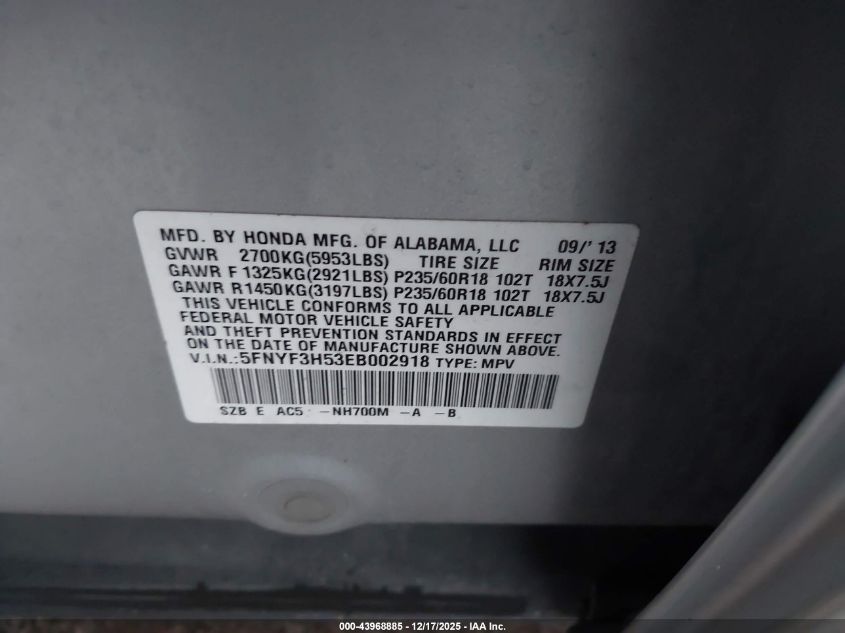 MFD. BY HONDA MFG. OF ALABAMA, LLC 09/' 13
GVWR 2700KG(5953LBS) TIRE SIZE RIM SIZE
GAWR F 1325KG(2921LBS) P235/60R18 102T 18X7.5J
GAWR R1450KG(3197LBS) P235/60R18 102T 18X7.5J
THIS VEHICLE CONFORMS TO ALL APPLICABLE
FEDERAL MOTOR VEHICLE SAFETY
AND THEFT PREVENTION STANDARDS IN EFFECT
ON THE DATE OF MANUFACTURE SHOWN ABOVE.
V.I.N.:5FNYF3H53EB002918 TYPE: MPV
SZB E AC5 -NH700M -A -B
000-43968885 - 12/17/2025 - IAA Inc.